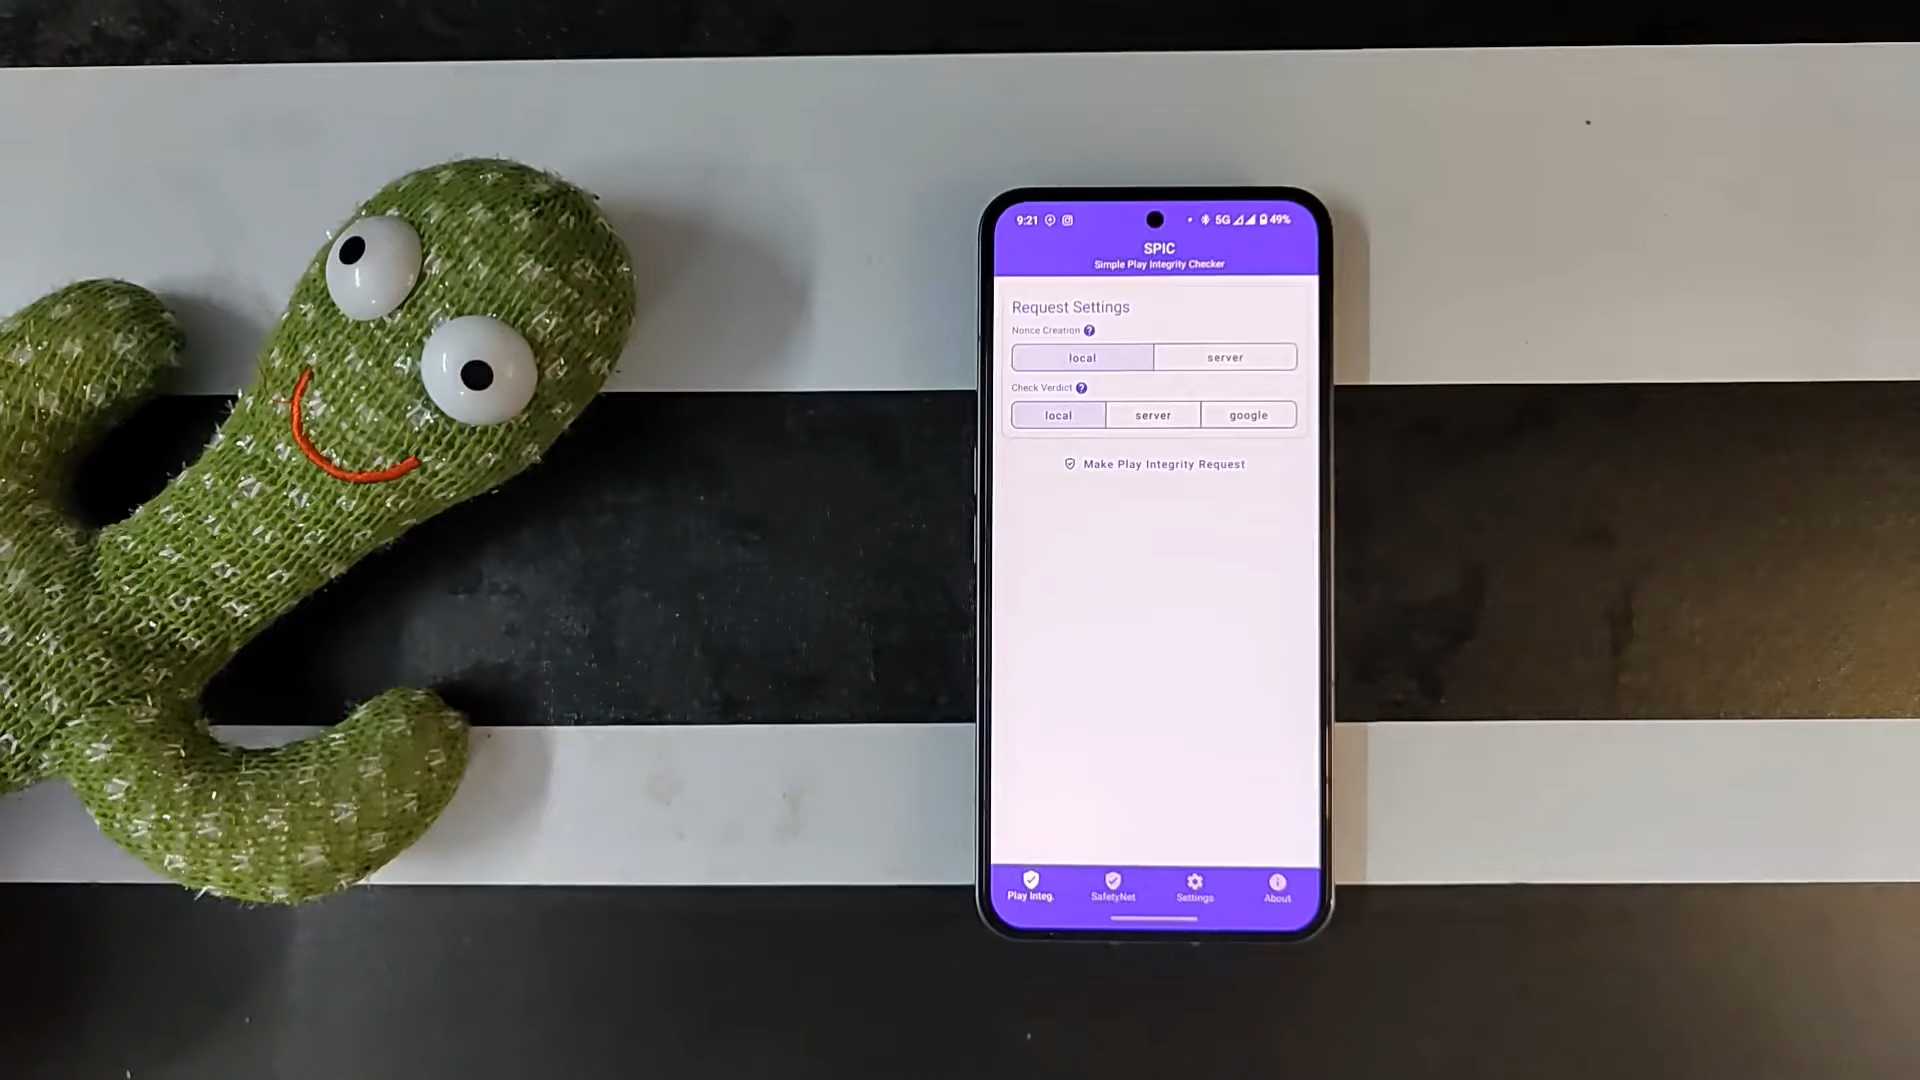 9:21 5G 49%
SPIC
Simple Play Integrity Checker
Request Settings
Nonce Creation ?
local server
Check Verdict ?
local server google
Make Play Integrity Request
Play Integ. SafetyNet Settings About